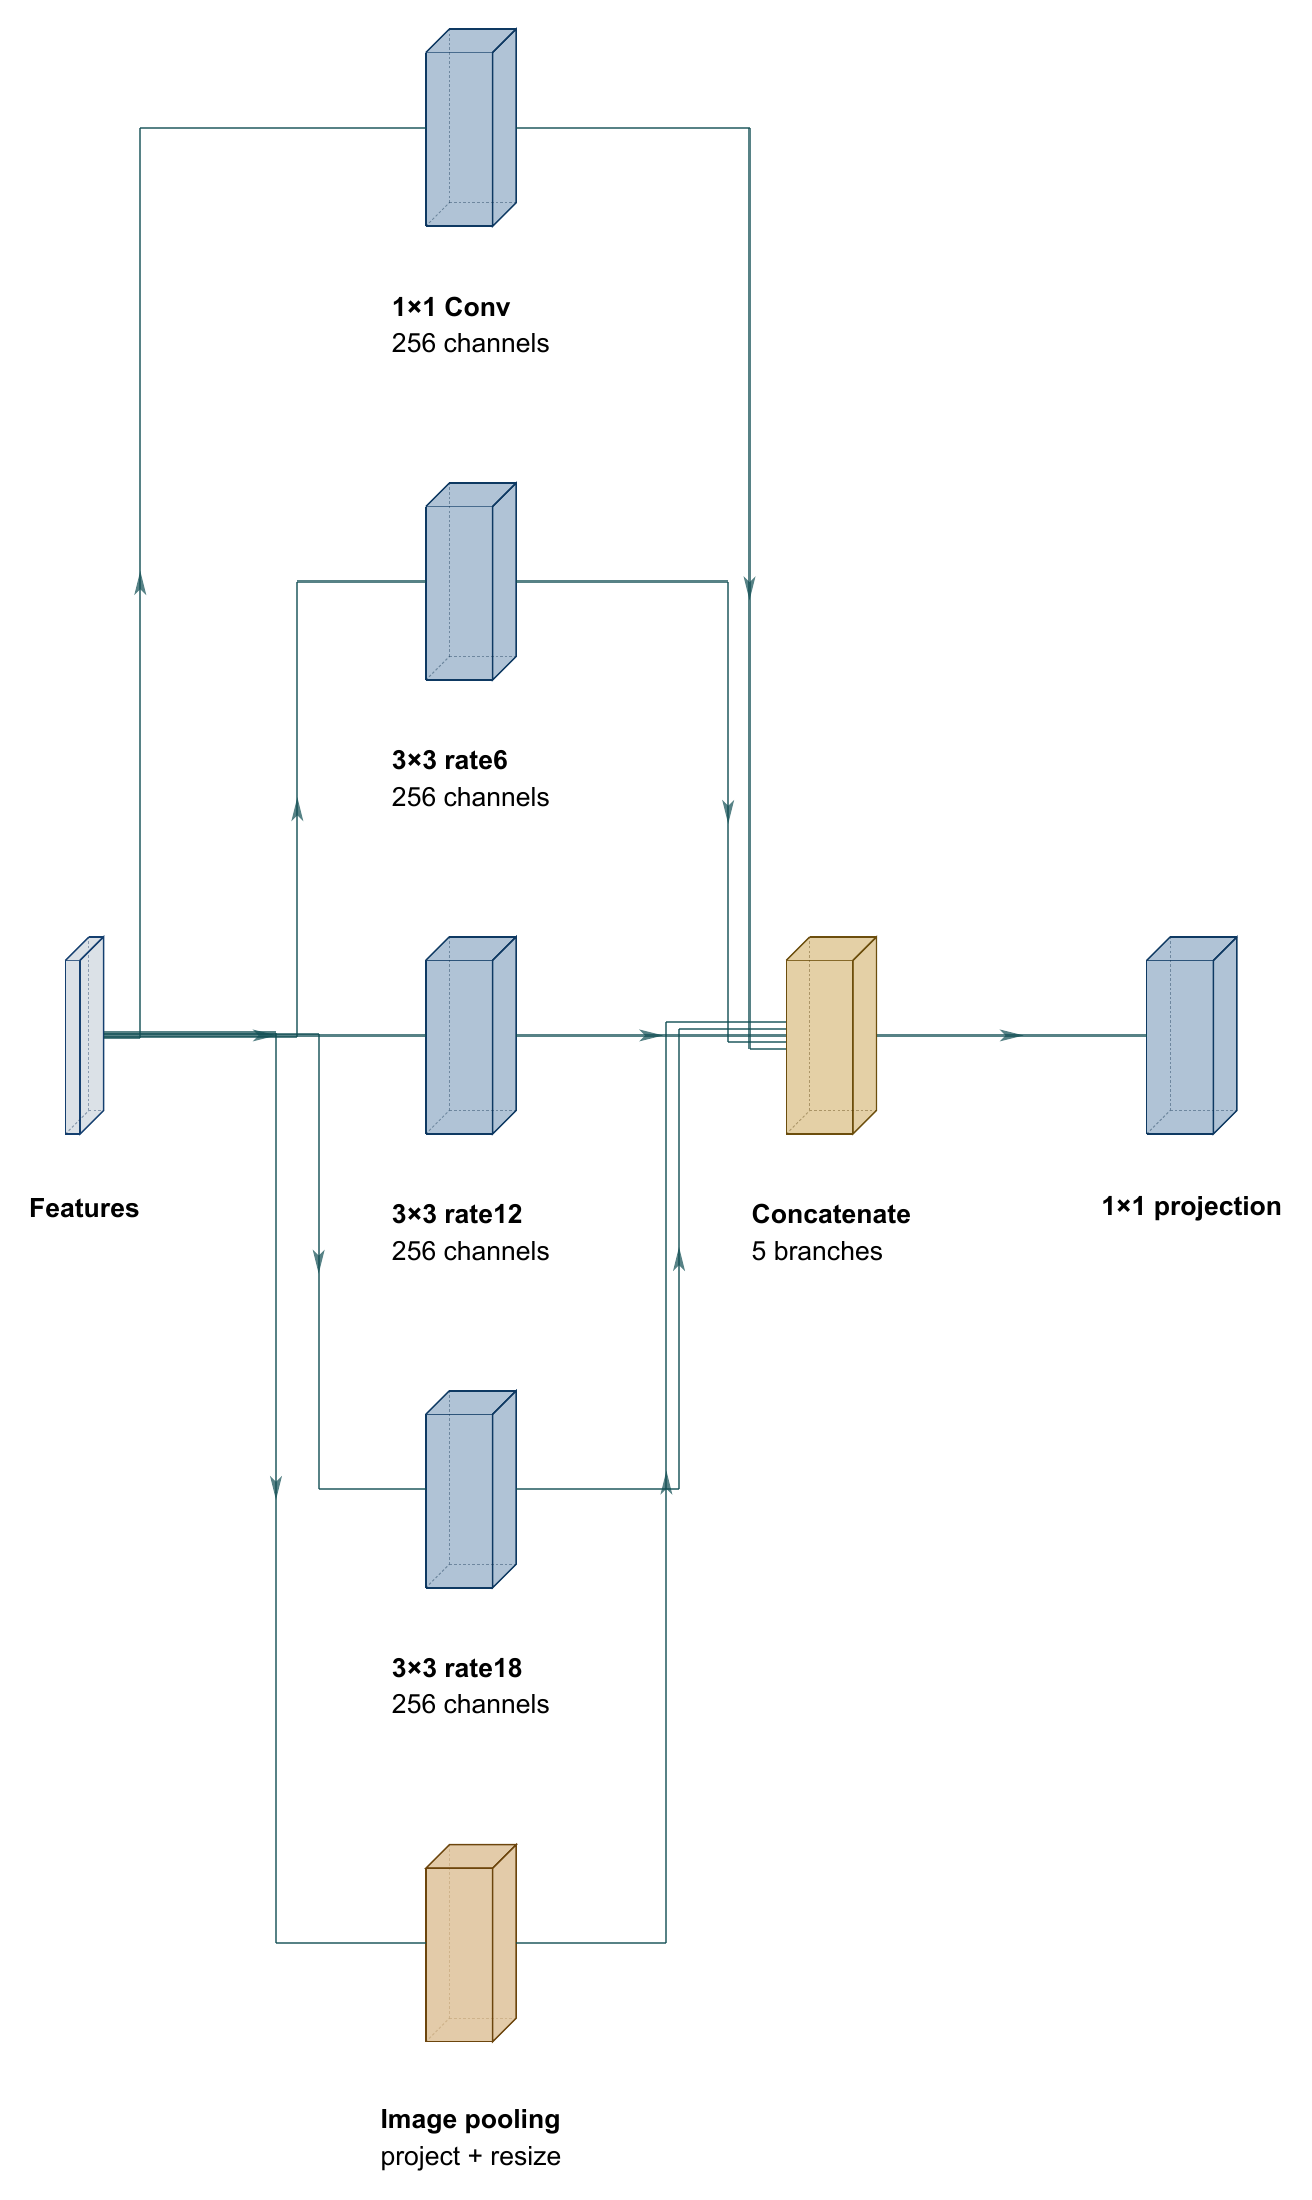 1×1 Conv
256 channels
3×3 rate6
256 channels
Features
3×3 rate12
256 channels
Concatenate
5 branches
1×1 projection
3×3 rate18
256 channels
Image pooling
project + resize